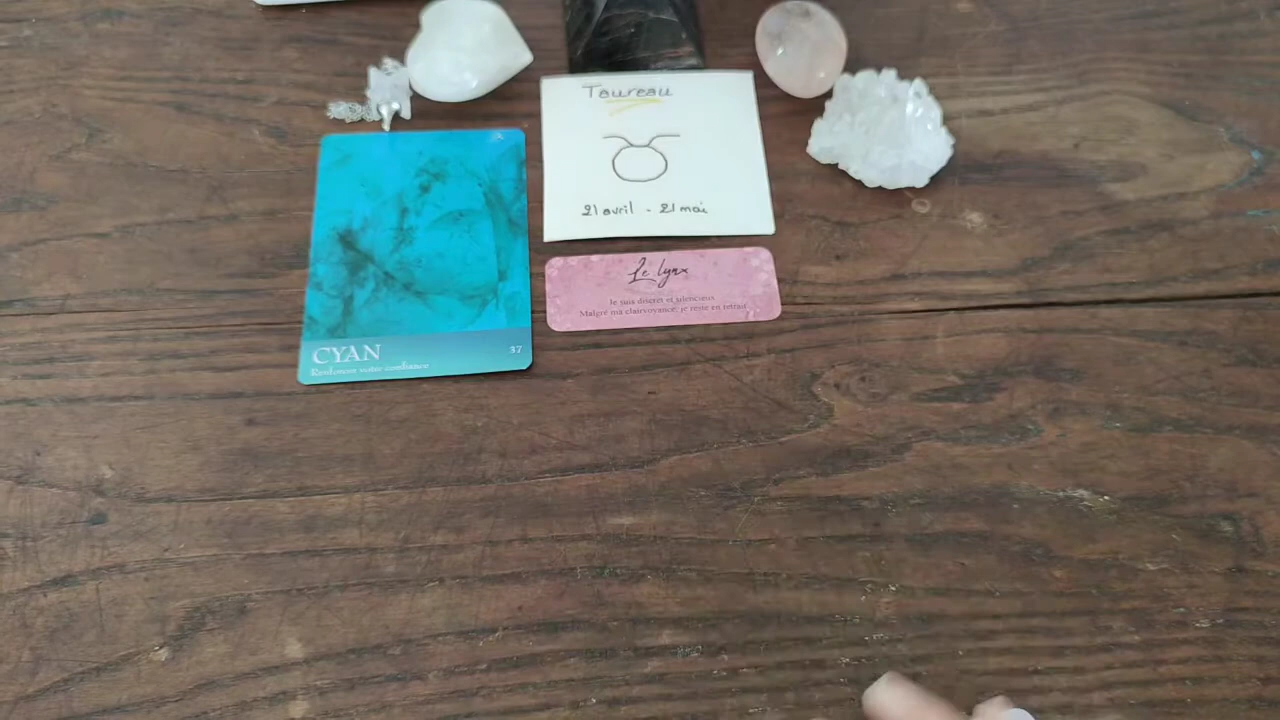 Taureau
21 avril - 21 mai
Le lynx
Je suis discret et silencieux
Malgré ma clairvoyance, je reste en retrait
CYAN
37
Renforcez votre confiance